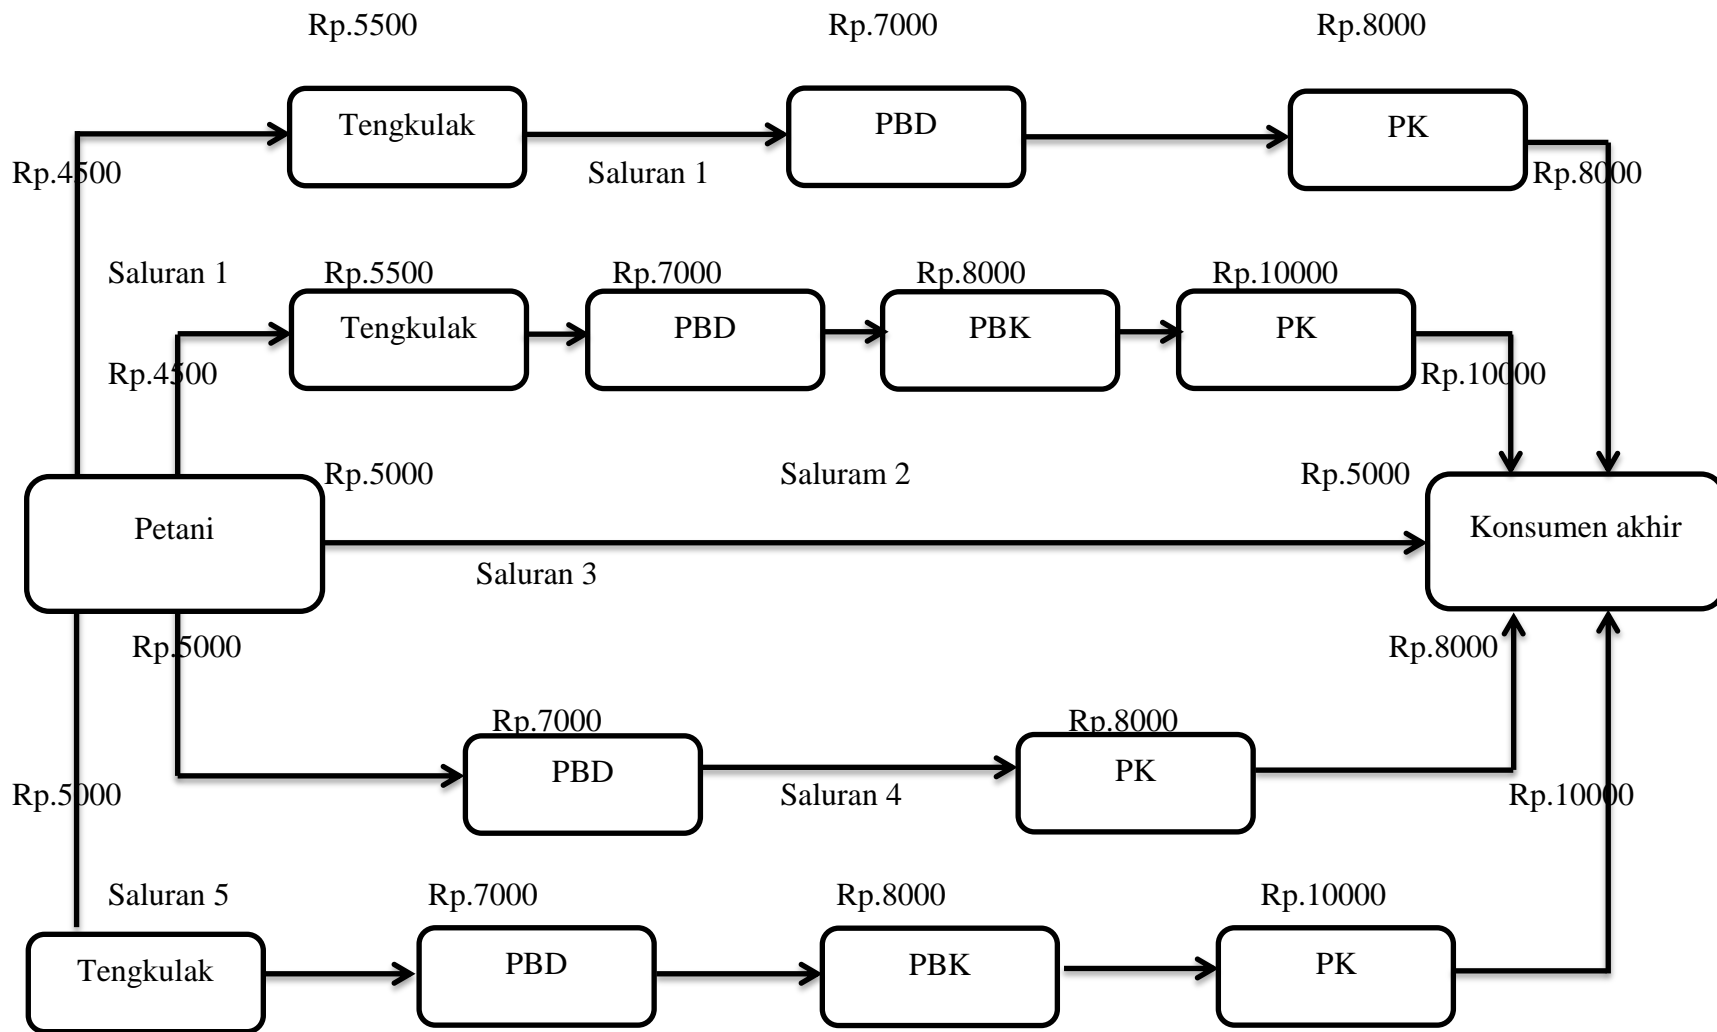 Rp.5500
Rp.7000
Rp.8000
Tengkulak
PBD
PK
Rp.4500
Saluran 1
Rp.8000
Saluran 1
Rp.5500
Rp.7000
Rp.8000
Rp.10000
Tengkulak
PBD
PBK
PK
Rp.4500
Rp.10000
Rp.5000
Saluram 2
Rp.5000
Petani
Konsumen akhir
Saluran 3
Rp.5000
Rp.8000
Rp.7000
Rp.8000
PBD
PK
Rp.5000
Saluran 4
Rp.10000
Saluran 5
Rp.7000
Rp.8000
Rp.10000
Tengkulak
PBD
PBK
PK